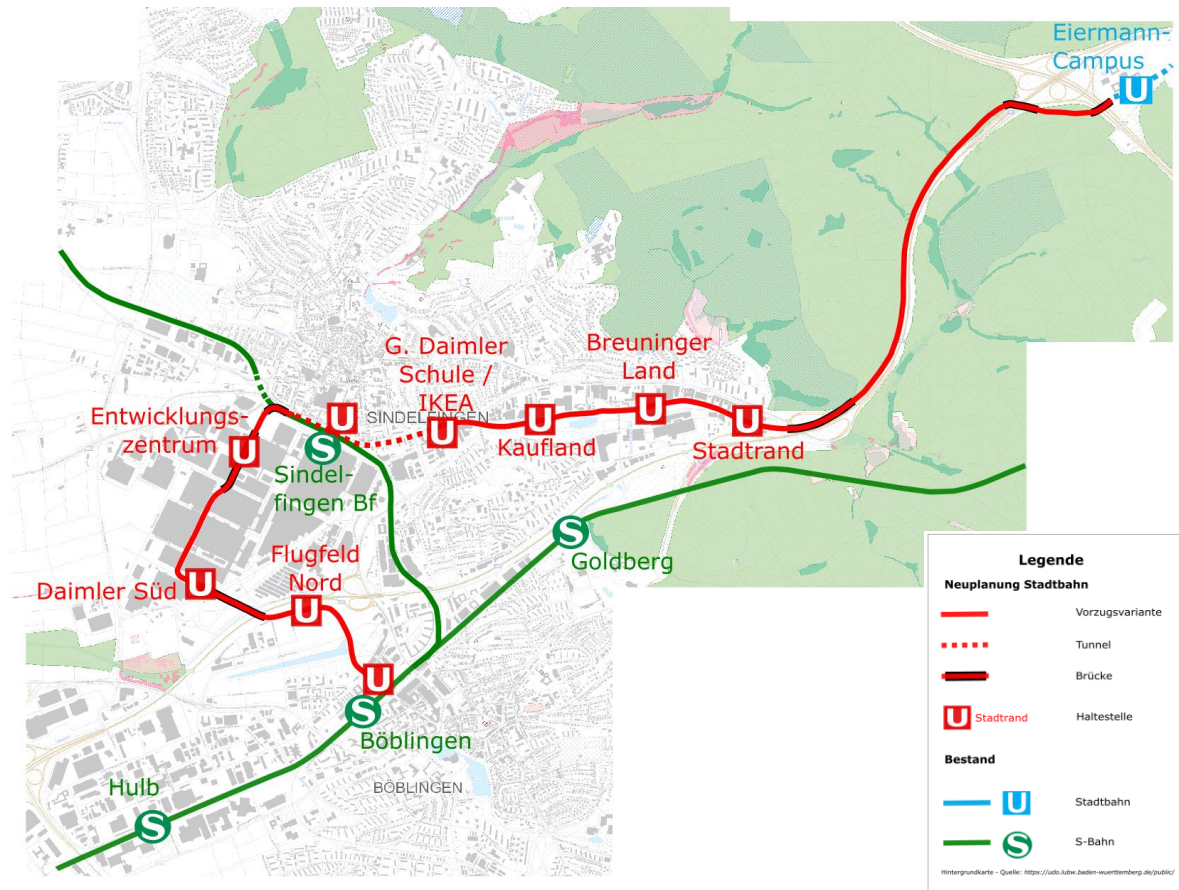 Eiermann-
Campus
U
G. Daimler
Schule /
IKEA
Breuninger
Land
Entwicklungs-
zentrum
U
U
SINDELFINGEN
U
U
Kaufland
U
U
Stadtrand
S
Sindel-
fingen Bf
S
Goldberg
Flugfeld
Nord
Daimler Süd
U
U
U
S
Böblingen
BÖBLINGEN
Hulb
S
Legende
Neuplanung Stadtbahn
Vorzugsvariante
Tunnel
Brücke
U Stadtrand Haltestelle
Bestand
U Stadtbahn
S S-Bahn
Hintergrundkarte - Quelle: https://udo.lubw.baden-wuerttemberg.de/public/